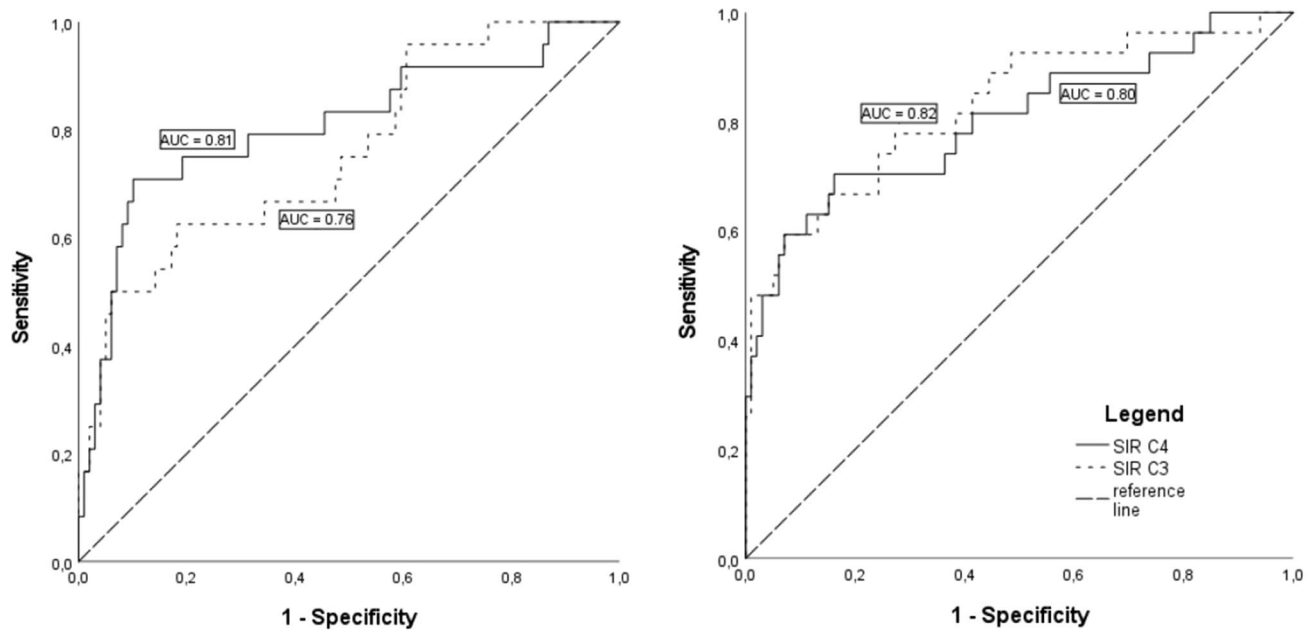 1,0
0,8
0,6
0,4
0,2
0,0
Sensitivity
AUC = 0.81
AUC = 0.76
0,0 0,2 0,4 0,6 0,8 1,0
1 - Specificity
1,0
0,8
0,6
0,4
0,2
0,0
Sensitivity
AUC = 0.82
AUC = 0.80
Legend
SIR C4
SIR C3
reference
line
0,0 0,2 0,4 0,6 0,8 1,0
1 - Specificity